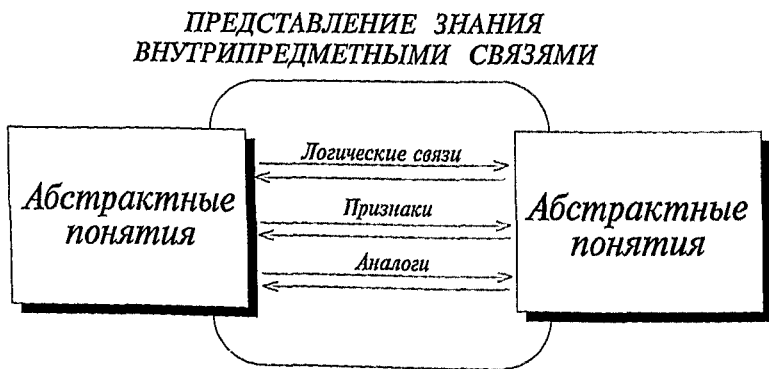 ПРЕДСТАВЛЕНИЕ ЗНАНИЯ
ВНУТРИПРЕДМЕТНЫМИ СВЯЗЯМИ
Абстрактные
понятия
Логические связи
Признаки
Аналоги
Абстрактные
понятия